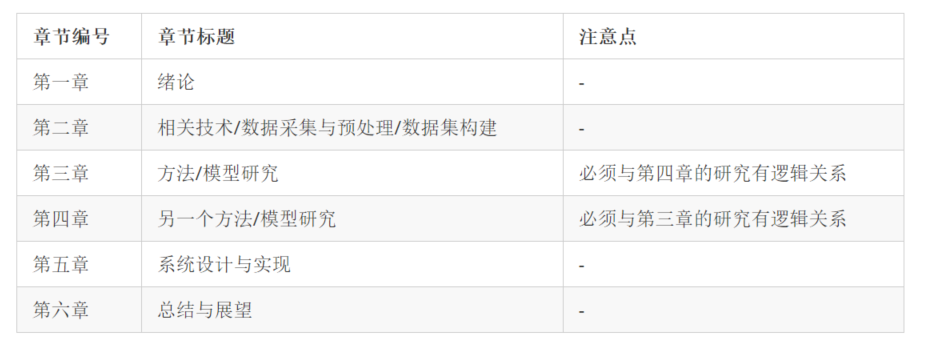 章节编号 章节标题 注意点
第一章 绪论 -
第二章 相关技术/数据采集与预处理/数据集构建 -
第三章 方法/模型研究 必须与第四章的研究有逻辑关系
第四章 另一个方法/模型研究 必须与第三章的研究有逻辑关系
第五章 系统设计与实现 -
第六章 总结与展望 -